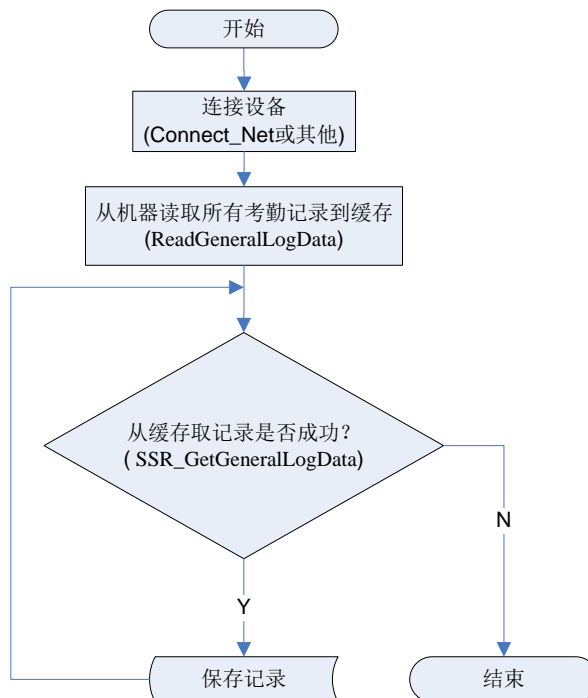 开始
连接设备
(Connect_Net或其他)
从机器读取所有考勤记录到缓存
(ReadGeneralLogData)
从缓存取记录是否成功？
( SSR_GetGeneralLogData)
N
Y
保存记录
结束